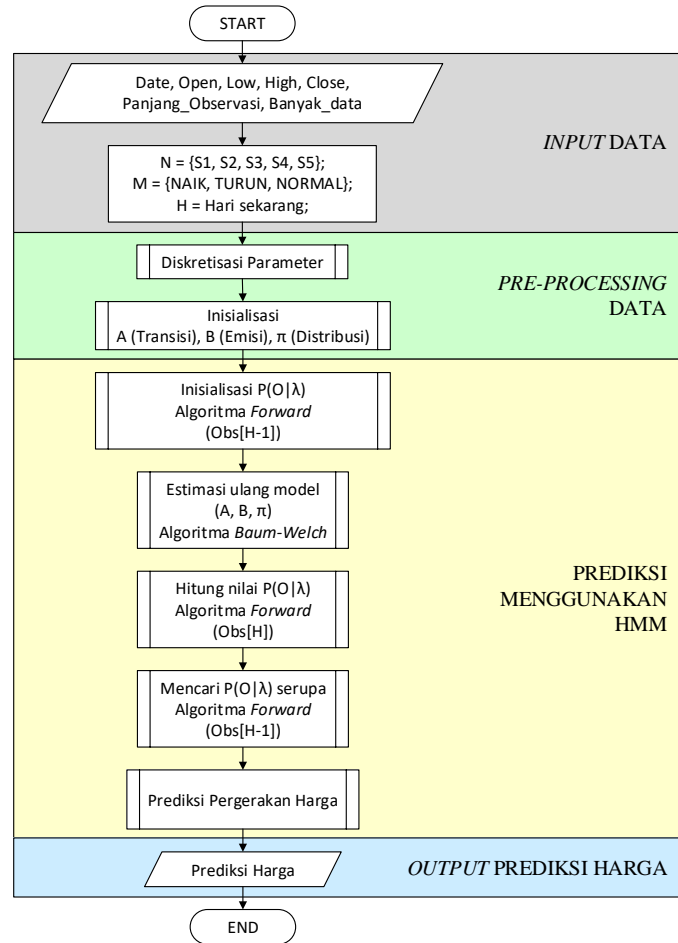 START
Date, Open, Low, High, Close,
Panjang_Observasi, Banyak_data
N = {S1, S2, S3, S4, S5};
M = {NAIK, TURUN, NORMAL};
H = Hari sekarang;
INPUT DATA
Diskretisasi Parameter
Inisialisasi
A (Transisi), B (Emisi), π (Distribusi)
PRE-PROCESSING
DATA
Inisialisasi P(O|λ)
Algoritma Forward
(Obs[H-1])
Estimasi ulang model
(A, B, π)
Algoritma Baum-Welch
Hitung nilai P(O|λ)
Algoritma Forward
(Obs[H])
Mencari P(O|λ) serupa
Algoritma Forward
(Obs[H-1])
Prediksi Pergerakan Harga
PREDIKSI
MENGGUNAKAN
HMM
Prediksi Harga
OUTPUT PREDIKSI HARGA
END